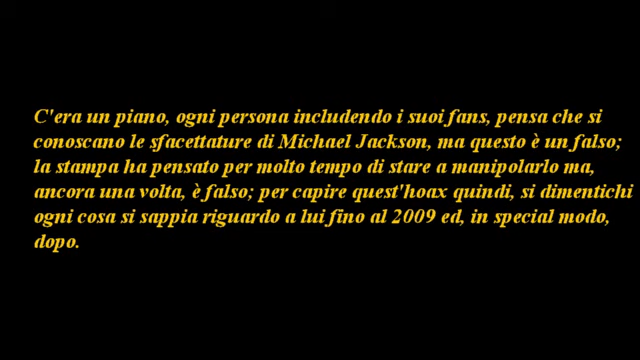 C'era un piano, ogni persona includendo i suoi fans, pensa che si
conoscano le sfacettature di Michael Jackson, ma questo è un falso;
la stampa ha pensato per molto tempo di stare a manipolarlo ma,
ancora una volta, è falso; per capire quest'hoax quindi, si dimentichi
ogni cosa si sappia riguardo a lui fino al 2009 ed, in special modo,
dopo.